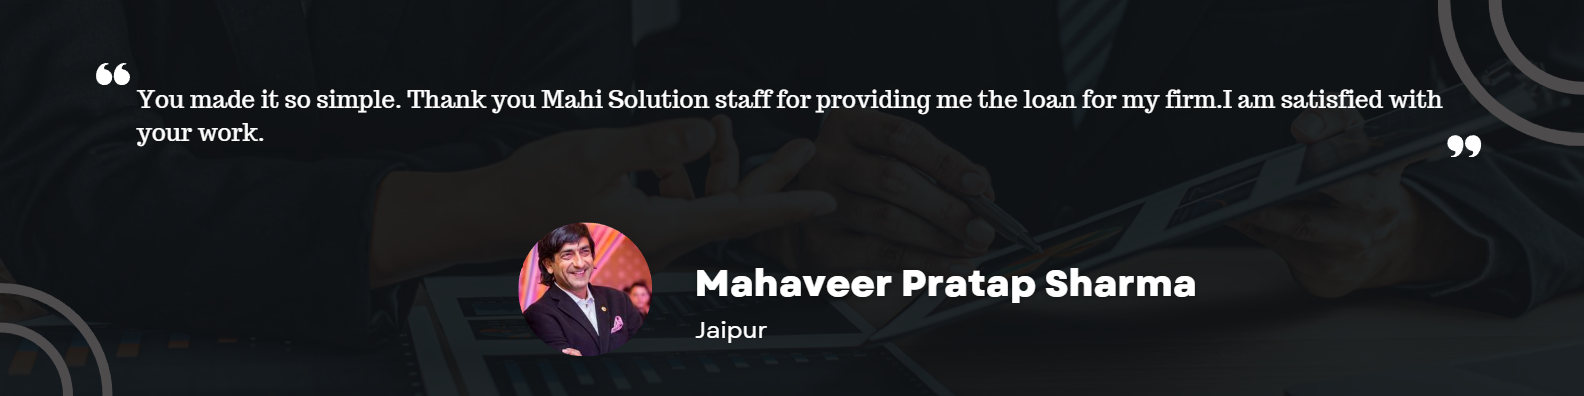 “
You made it so simple. Thank you Mahi Solution staff for providing me the loan for my firm.I am satisfied with
your work.
”
Mahaveer Pratap Sharma
Jaipur